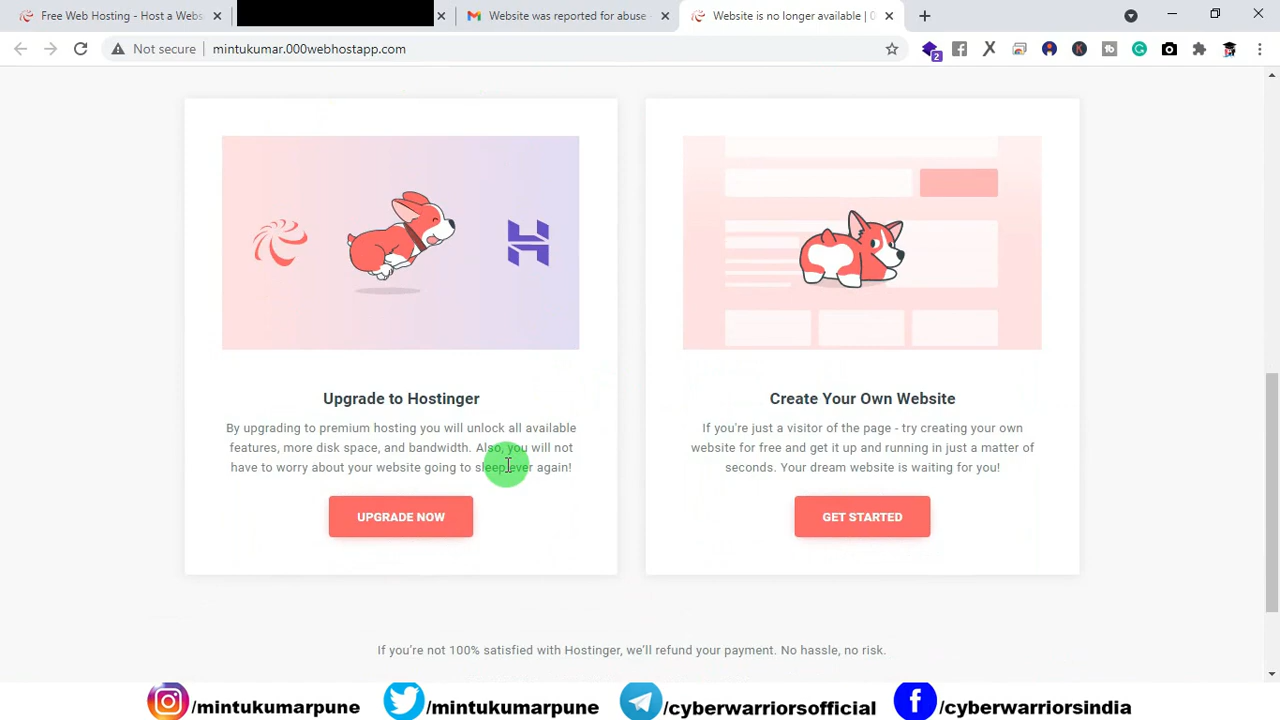 Free Web Hosting - Host a Webs
Website was reported for abuse -
Website is no longer available | 0
Not secure
mintukumar.000webhostapp.com
2
Upgrade to Hostinger
By upgrading to premium hosting you will unlock all available
features, more disk space, and bandwidth. Also, you will not
have to worry about your website going to sleep ever again!
UPGRADE NOW
Create Your Own Website
If you're just a visitor of the page - try creating your own
website for free and get it up and running in just a matter of
seconds. Your dream website is waiting for you!
GET STARTED
If you're not 100% satisfied with Hostinger, we'll refund your payment. No hassle, no risk.
/mintukumarpune
/mintukumarpune
/cyberwarriorsofficial
/cyberwarriorsindia